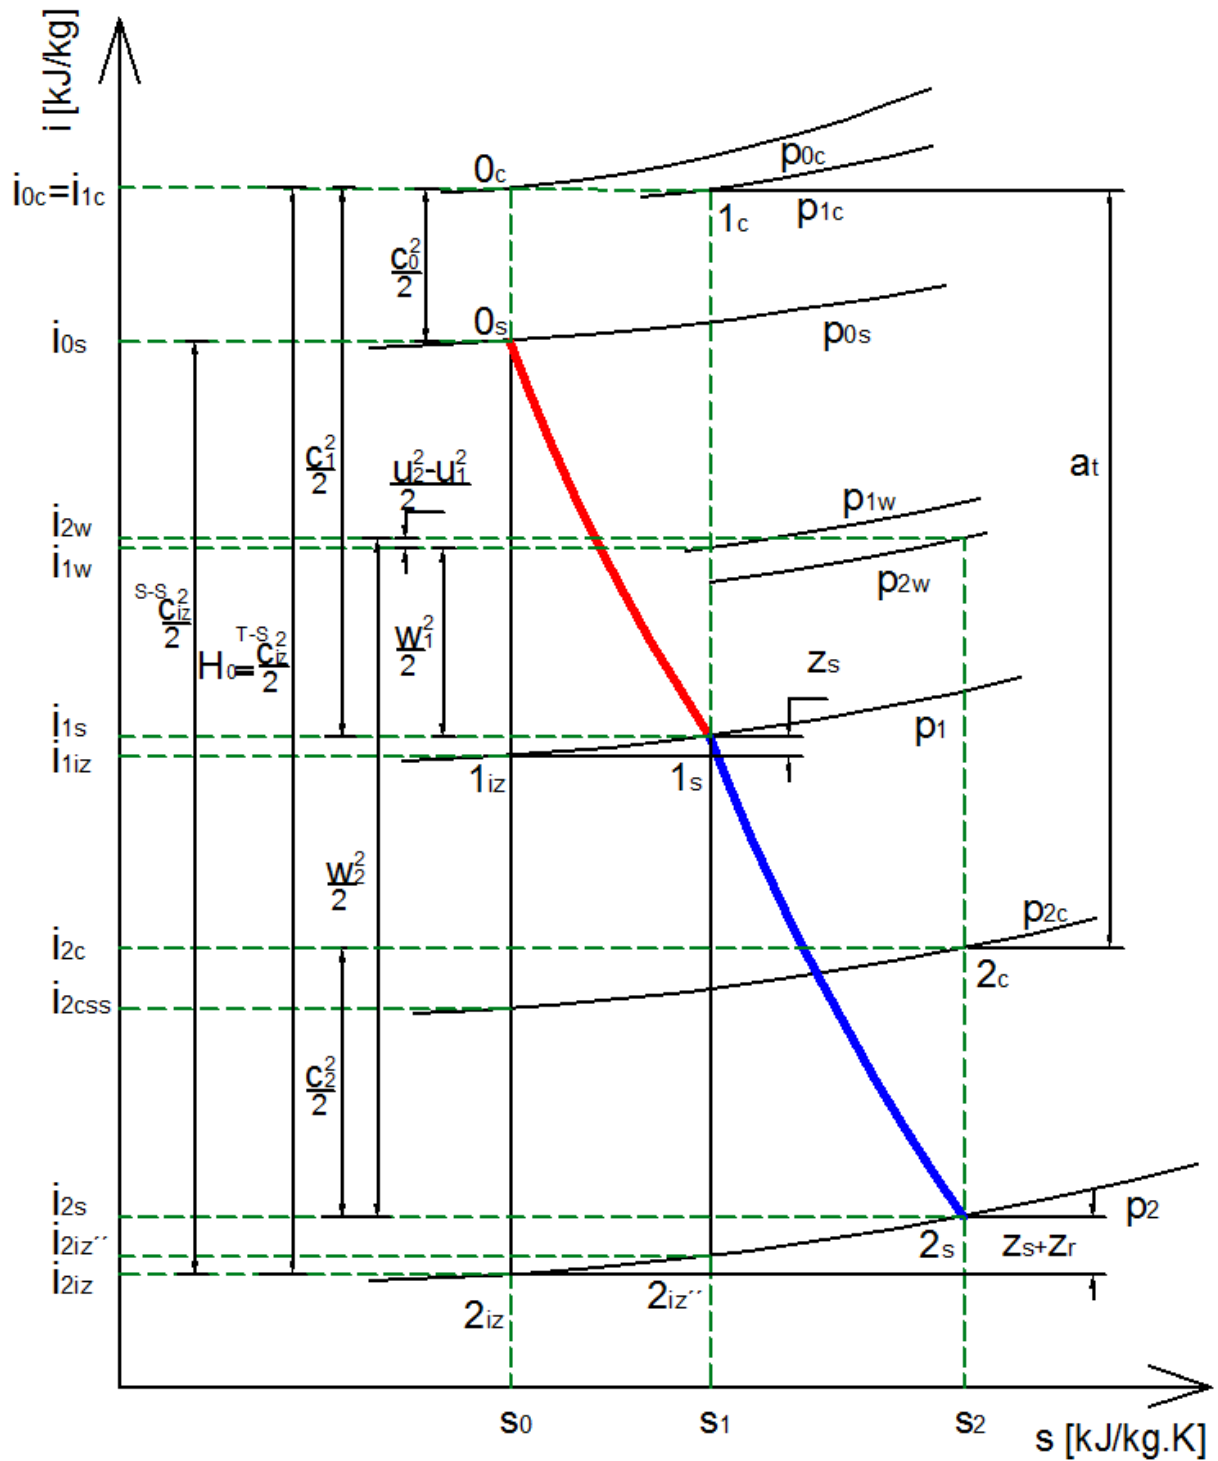 i [kJ/kg]
0c
p0c
i0c=i1c
1c
p1c
c0²/2
i0s
0s
p0s
c1²/2
u2²-u1²/2
at
p1w
i2w
i1w
p2w
S-S
ciz²/2
T-S
H0=ciz²/2
w1²/2
zs
i1s
p1
i1iz
1iz
1s
w2²/2
p2c
i2c
2c
i2css
c2²/2
i2s
p2
i2iz´´
2s
zs+zr
i2iz
2iz
2iz´´
s0
s1
s2
s [kJ/kg.K]